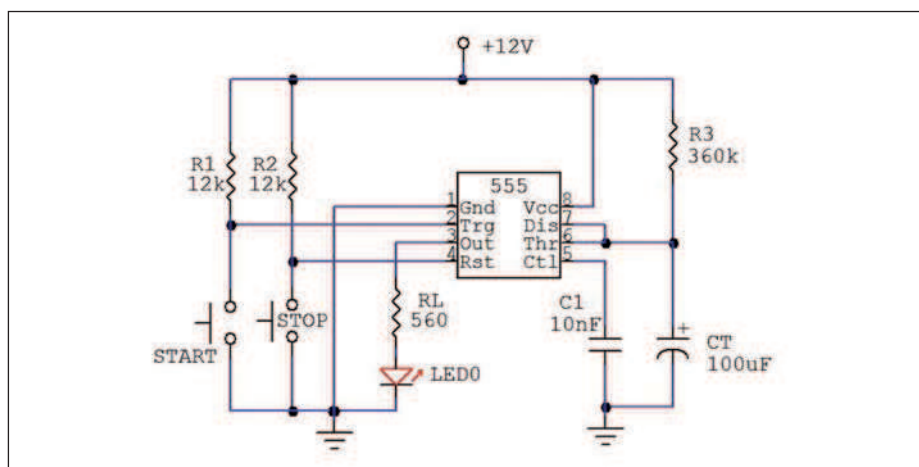 +12V
R1
12k
R2
12k
R3
360k
555
1 Gnd Vcc 8
2 Trg Dis 7
3 Out Thr 6
4 Rst Ctl 5
RL
560
C1
10nF
CT
100uF
+
START
STOP
LED0